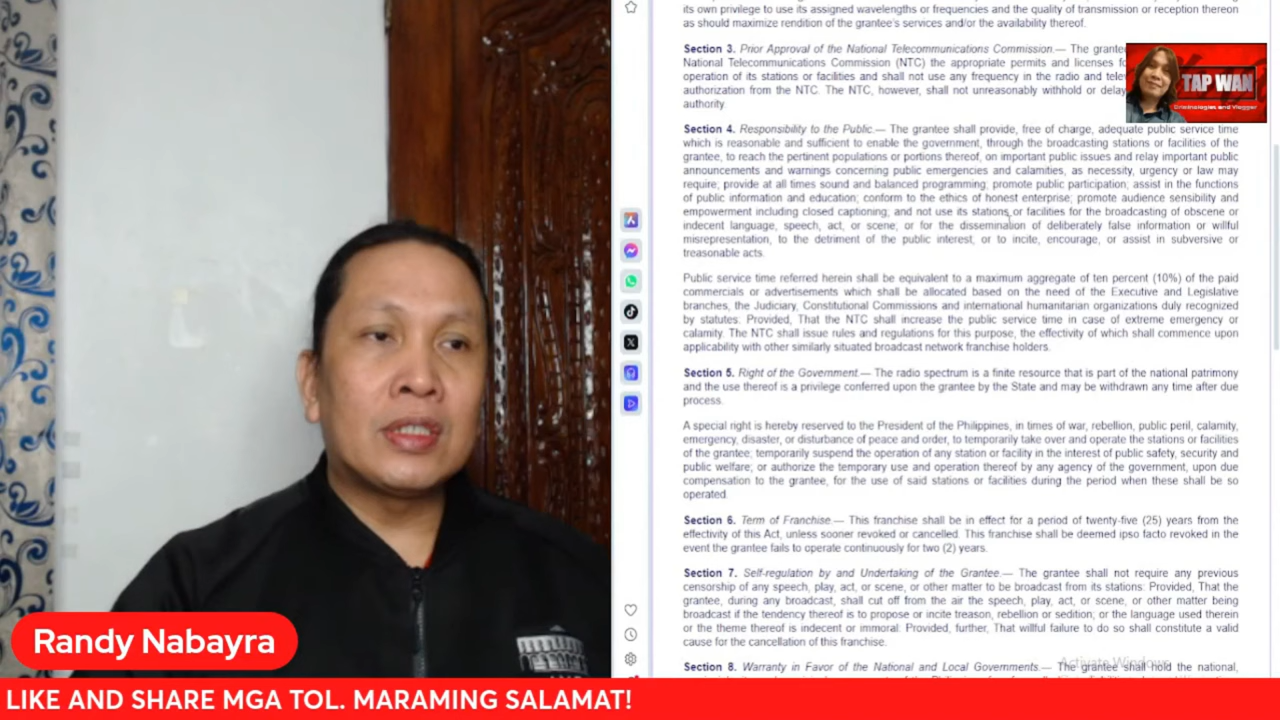 its own privilege to use its assigned wavelengths or frequencies and the quality of transmission or reception thereon
as should maximize rendition of the grantee's services and/or the availability thereof.
Section 3. Prior Approval of the National Telecommunications Commission.— The grantee
National Telecommunications Commission (NTC) the appropriate permits and licenses
operation of its stations or facilities and shall not use any frequency in the radio and
authorization from the NTC. The NTC, however, shall not unreasonably withhold or delay
authority.
TAP WAN
Kriminologies and Vlogger
Section 4. Responsibility to the Public.— The grantee shall provide, free of charge, adequate public service time
which is reasonable and sufficient to enable the government, through the broadcasting stations or facilities of the
grantee, to reach the pertinent populations or portions thereof, on important public issues and relay important public
announcements and warnings concerning public emergencies and calamities, as necessity, urgency or law may
require; provide at all times sound and balanced programming; promote public participation; assist in the functions
of public information and education; conform to the ethics of honest enterprise; promote audience sensibility and
empowerment including closed captioning; and not use its stations or facilities for the broadcasting of obscene or
indecent language, speech, act, or scene; or for the dissemination of deliberately false information or willful
misrepresentation, to the detriment of the public interest, or to incite, encourage, or assist in subversive or
treasonable acts.
Public service time referred herein shall be equivalent to a maximum aggregate of ten percent (10%) of the paid
commercials or advertisements which shall be allocated based on the need of the Executive and Legislative
branches, the Judiciary, Constitutional Commissions and international humanitarian organizations duly recognized
by statutes: Provided, That the NTC shall increase the public service time in case of extreme emergency or
calamity. The NTC shall issue rules and regulations for this purpose, the effectivity of which shall commence upon
applicability with other similarly situated broadcast network franchise holders.
Section 5. Right of the Government.— The radio spectrum is a finite resource that is part of the national patrimony
and the use thereof is a privilege conferred upon the grantee by the State and may be withdrawn any time after due
process.
A special right is hereby reserved to the President of the Philippines, in times of war, rebellion, public peril, calamity,
emergency, disaster, or disturbance of peace and order, to temporarily take over and operate the stations or facilities
of the grantee; temporarily suspend the operation of any station or facility in the interest of public safety, security and
public welfare; or authorize the temporary use and operation thereof by any agency of the government, upon due
compensation to the grantee, for the use of said stations or facilities during the period when these shall be so
operated.
Section 6. Term of Franchise.— This franchise shall be in effect for a period of twenty-five (25) years from the
effectivity of this Act, unless sooner revoked or cancelled. This franchise shall be deemed ipso facto revoked in the
event the grantee fails to operate continuously for two (2) years.
Section 7. Self-regulation by and Undertaking of the Grantee.— The grantee shall not require any previous
censorship of any speech, play, act, or scene, or other matter to be broadcast from its stations: Provided, That the
grantee, during any broadcast, shall cut off from the air the speech, play, act, or scene, or other matter being
broadcast if the tendency thereof is to propose or incite treason, rebellion or sedition; or the language used therein
or the theme thereof is indecent or immoral: Provided, further, That willful failure to do so shall constitute a valid
cause for the cancellation of this franchise.
Activate Windows
Section 8. Warranty in Favor of the National and Local Governments.— The grantee shall hold the national,
Randy Nabayra
LIKE AND SHARE MGA TOL. MARAMING SALAMAT!